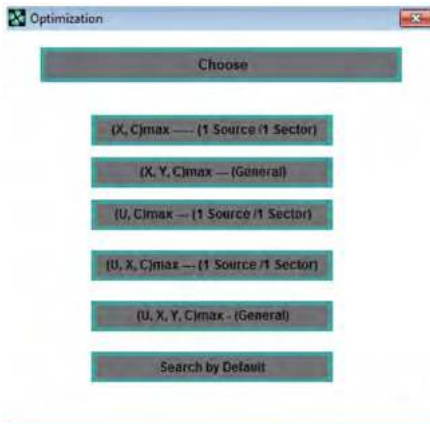 Optimization
Choose
(X, C)max ---- (1 Source /1 Sector)
(X, Y, C)max --- (General)
(U, C)max --- (1 Source /1 Sector)
(U, X, C)max --- (1 Source /1 Sector)
(U, X, Y, C)max - (General)
Search by Default